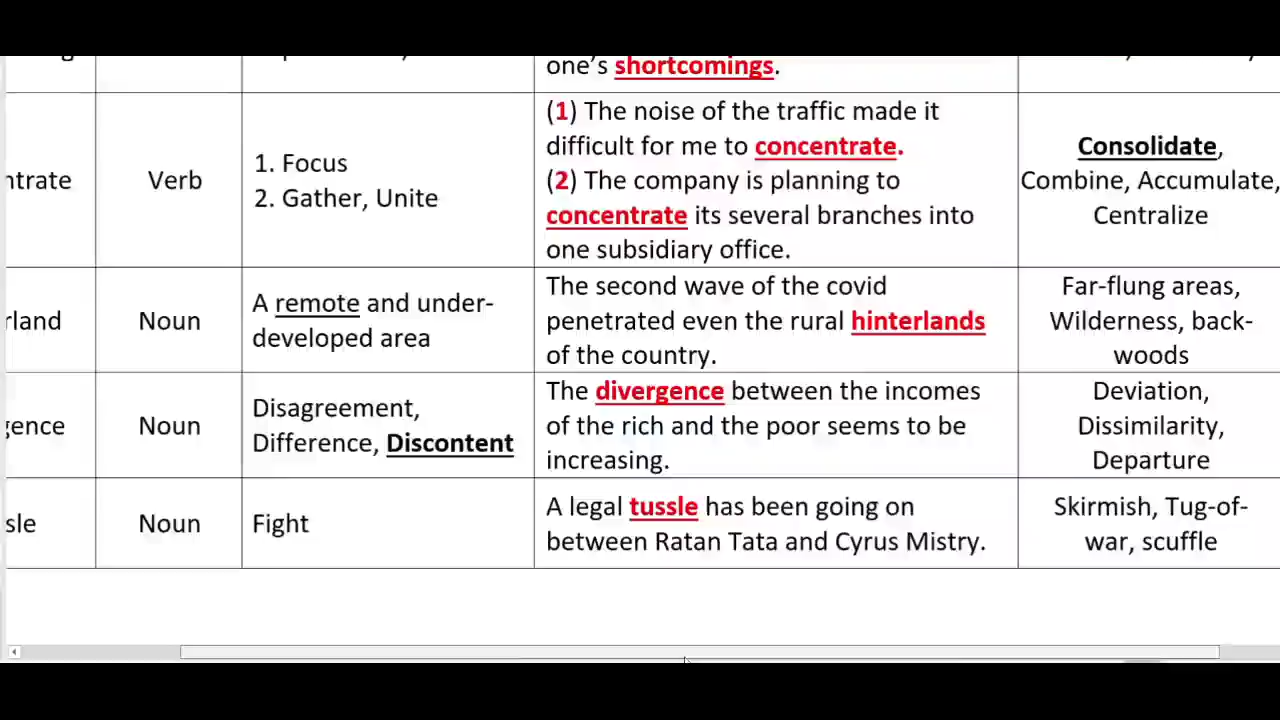 one's shortcomings.
ntrate
Verb
1. Focus
2. Gather, Unite
(1) The noise of the traffic made it
difficult for me to concentrate.
(2) The company is planning to
concentrate its several branches into
one subsidiary office.
Consolidate,
Combine, Accumulate,
Centralize
rland
Noun
A remote and under-
developed area
The second wave of the covid
penetrated even the rural hinterlands
of the country.
Far-flung areas,
Wilderness, back-
woods
gence
Noun
Disagreement,
Difference, Discontent
The divergence between the incomes
of the rich and the poor seems to be
increasing.
Deviation,
Dissimilarity,
Departure
sle
Noun
Fight
A legal tussle has been going on
between Ratan Tata and Cyrus Mistry.
Skirmish, Tug-of-
war, scuffle